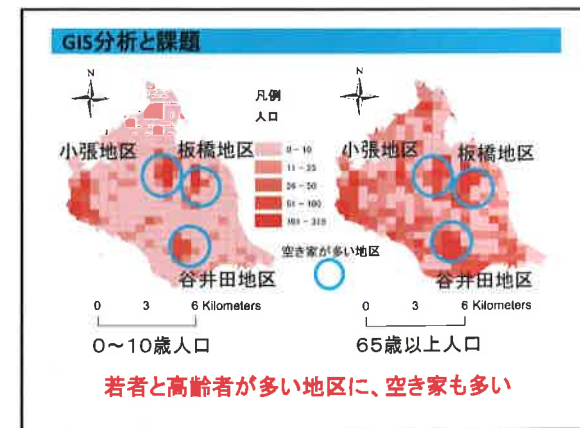 GIS分析と課題
N
凡例
人口
0 - 10
11 - 25
26 - 50
51 - 100
101 - 315
空き家が多い地区
小張地区
板橋地区
谷井田地区
0 3 6 Kilometers
0～10歳人口
N
小張地区
板橋地区
谷井田地区
0 3 6 Kilometers
65歳以上人口
若者と高齢者が多い地区に、空き家も多い